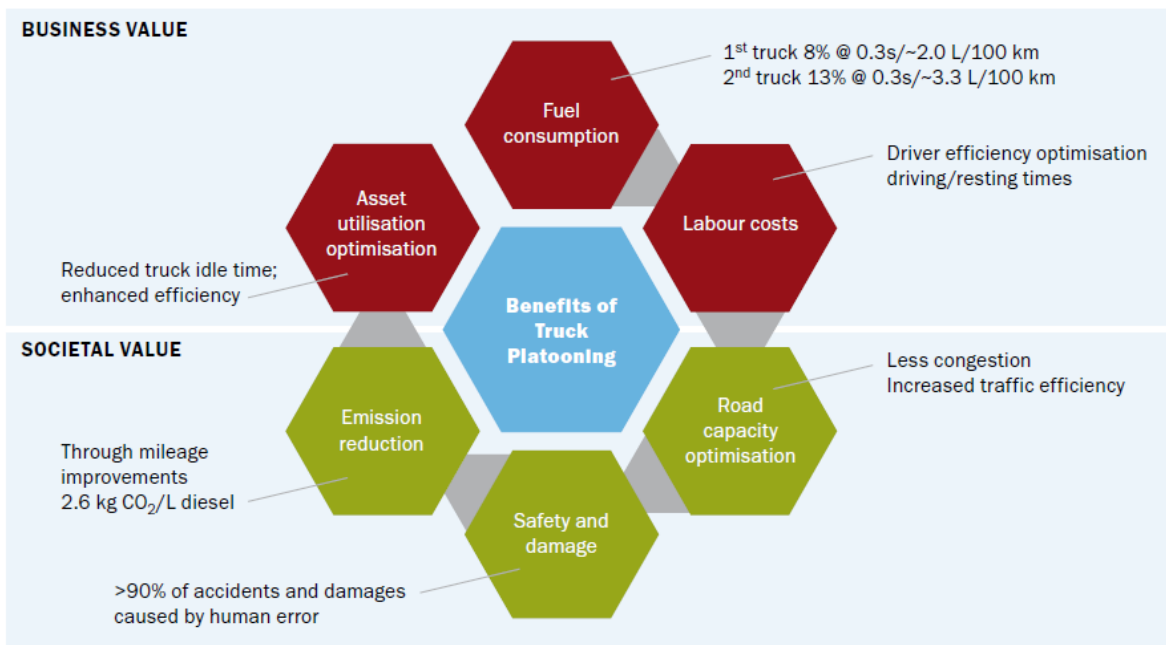 BUSINESS VALUE
1st truck 8% @ 0.3s/~2.0 L/100 km
2nd truck 13% @ 0.3s/~3.3 L/100 km
Fuel
consumption
Driver efficiency optimisation
driving/resting times
Labour costs
Asset
utilisation
optimisation
Reduced truck idle time;
enhanced efficiency
Benefits of
Truck
Platooning
SOCIETAL VALUE
Less congestion
Increased traffic efficiency
Road
capacity
optimisation
Emission
reduction
Through mileage
improvements
2.6 kg CO2/L diesel
Safety and
damage
>90% of accidents and damages
caused by human error